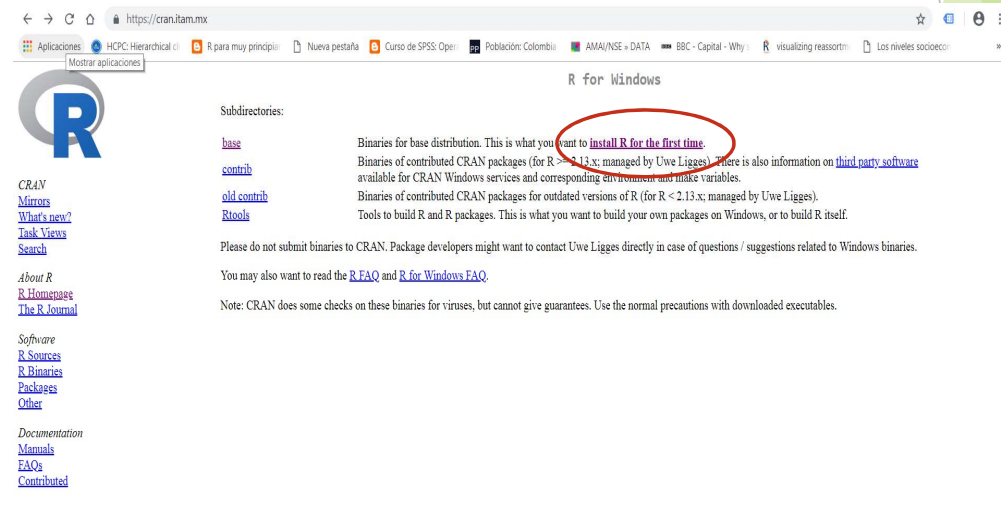 https://cran.itam.mx
Aplicaciones
HCPC: Hierarchical cl
R para muy principia
Nueva pestaña
Curso de SPSS: Oper
Población: Colombia
AMAI/NSE » DATA
BBC - Capital - Why
visualizing reassortm
Los niveles socioecon
»
Mostrar aplicaciones
R
R for Windows
Subdirectories:
base
Binaries for base distribution. This is what you want to install R for the first time.
contrib
Binaries of contributed CRAN packages (for R >= 2.13.x; managed by Uwe Ligges). There is also information on third party software
available for CRAN Windows services and corresponding environment and make variables.
old contrib
Binaries of contributed CRAN packages for outdated versions of R (for R < 2.13.x; managed by Uwe Ligges).
Rtools
Tools to build R and R packages. This is what you want to build your own packages on Windows, or to build R itself.
Please do not submit binaries to CRAN. Package developers might want to contact Uwe Ligges directly in case of questions / suggestions related to Windows binaries.
You may also want to read the R FAQ and R for Windows FAQ.
Note: CRAN does some checks on these binaries for viruses, but cannot give guarantees. Use the normal precautions with downloaded executables.
CRAN
Mirrors
What's new?
Task Views
Search
About R
R Homepage
The R Journal
Software
R Sources
R Binaries
Packages
Other
Documentation
Manuals
FAQs
Contributed